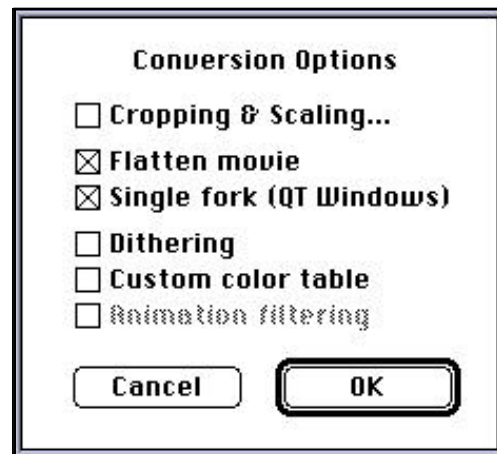 Conversion Options
Cropping & Scaling...
Flatten movie
Single fork (QT Windows)
Dithering
Custom color table
Animation filtering
Cancel OK